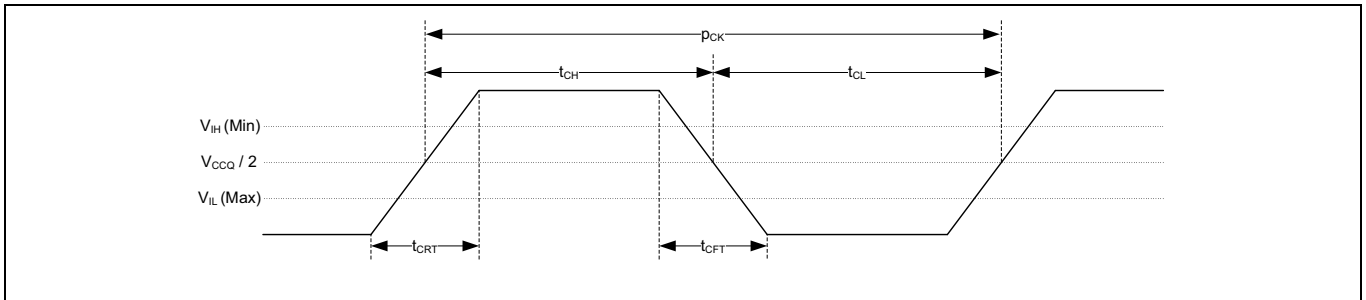 pCK
tCH
tCL
VIH (Min)
VCCQ / 2
VIL (Max)
tCRT
tCFT